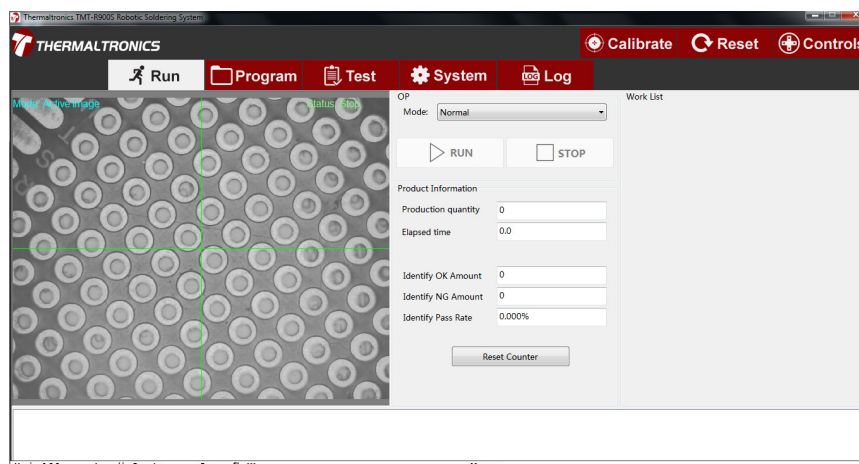 Thermaltronics TMT-R9000S Robotic Soldering System
THERMALTRONICS
Calibrate Reset Controls
Run Program Test System Log
Mode: Active Image Status: Stop
OP
Mode: Normal
RUN STOP
Work List
Product Information
Production quantity 0
Elapsed time 0.0
Identify OK Amount 0
Identify NG Amount 0
Identify Pass Rate 0.000%
Reset Counter